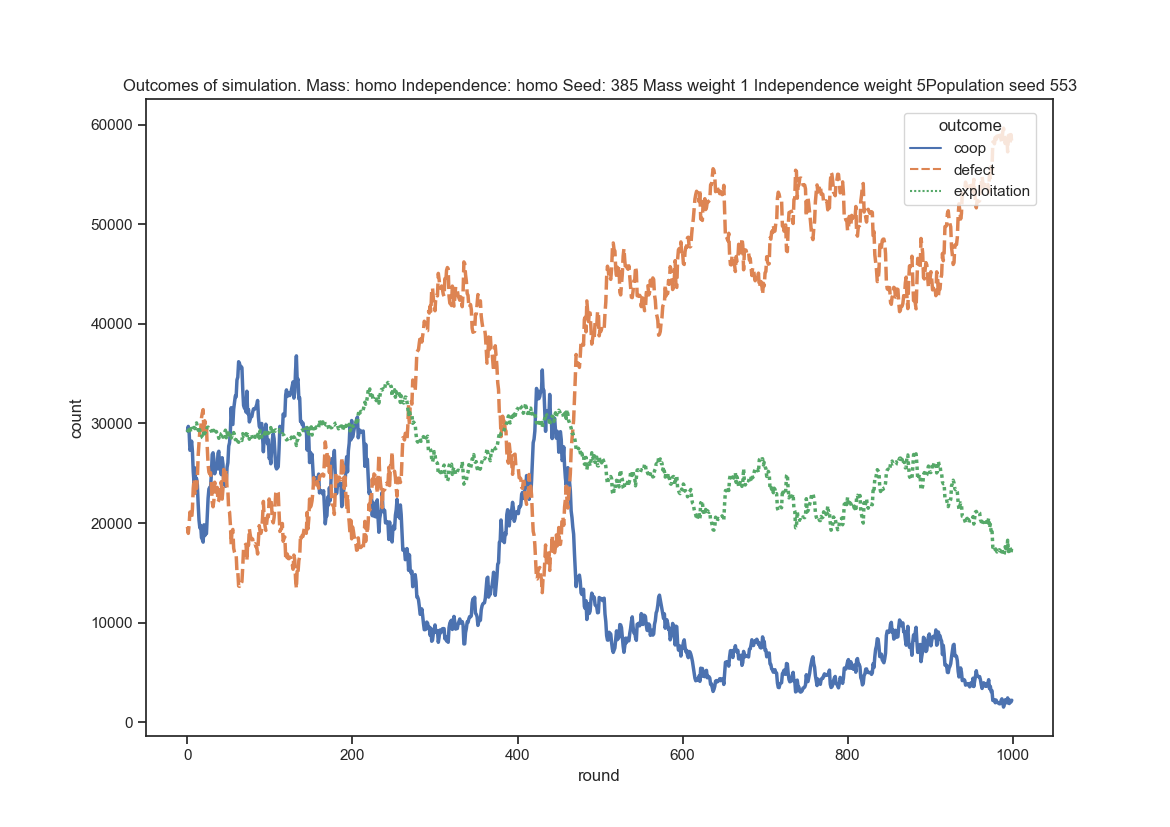 Outcomes of simulation. Mass: homo Independence: homo Seed: 385 Mass weight 1 Independence weight 5Population seed 553
outcome
coop
defect
exploitation
60000
50000
40000
30000
20000
10000
0
count
0 200 400 600 800 1000
round